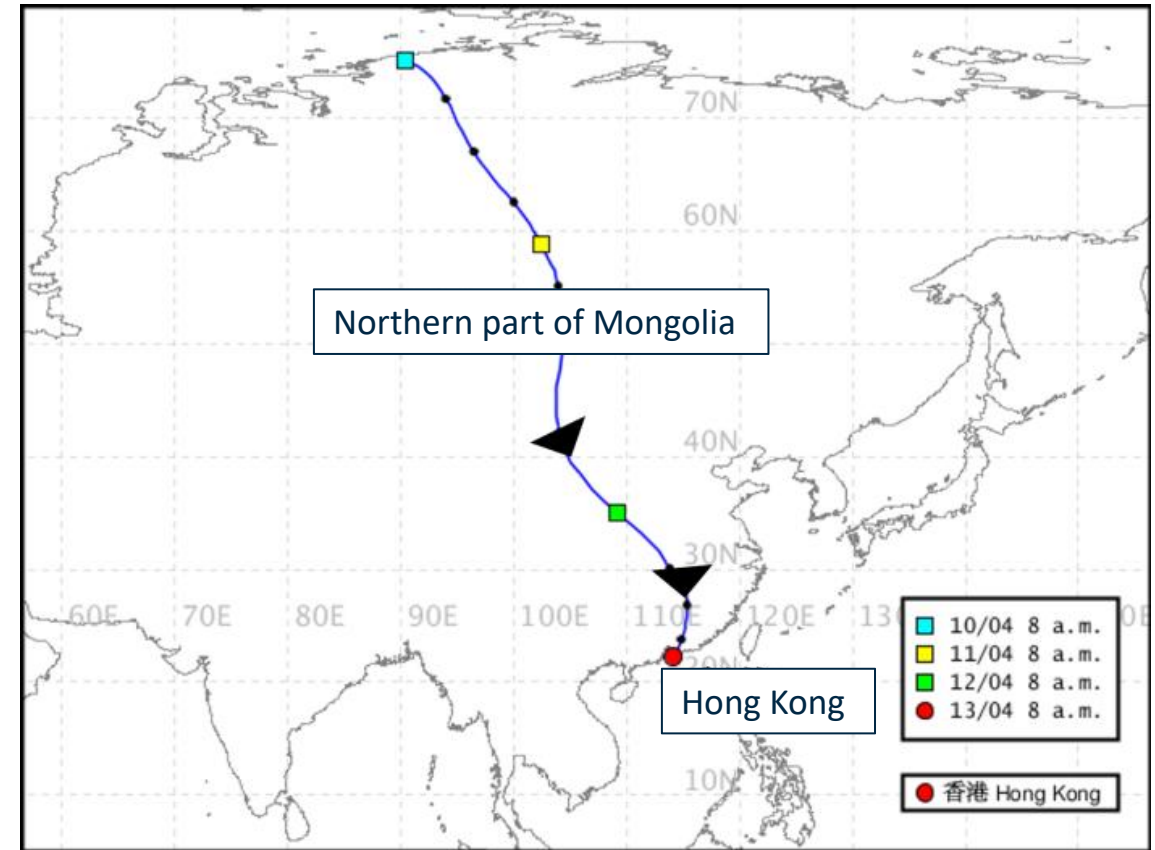 70N
60N
Northern part of Mongolia
40N
30N
60E 70E 80E 90E 100E 110E 120E
20N
Hong Kong
10N
10/04 8 a.m.
11/04 8 a.m.
12/04 8 a.m.
13/04 8 a.m.
香港 Hong Kong